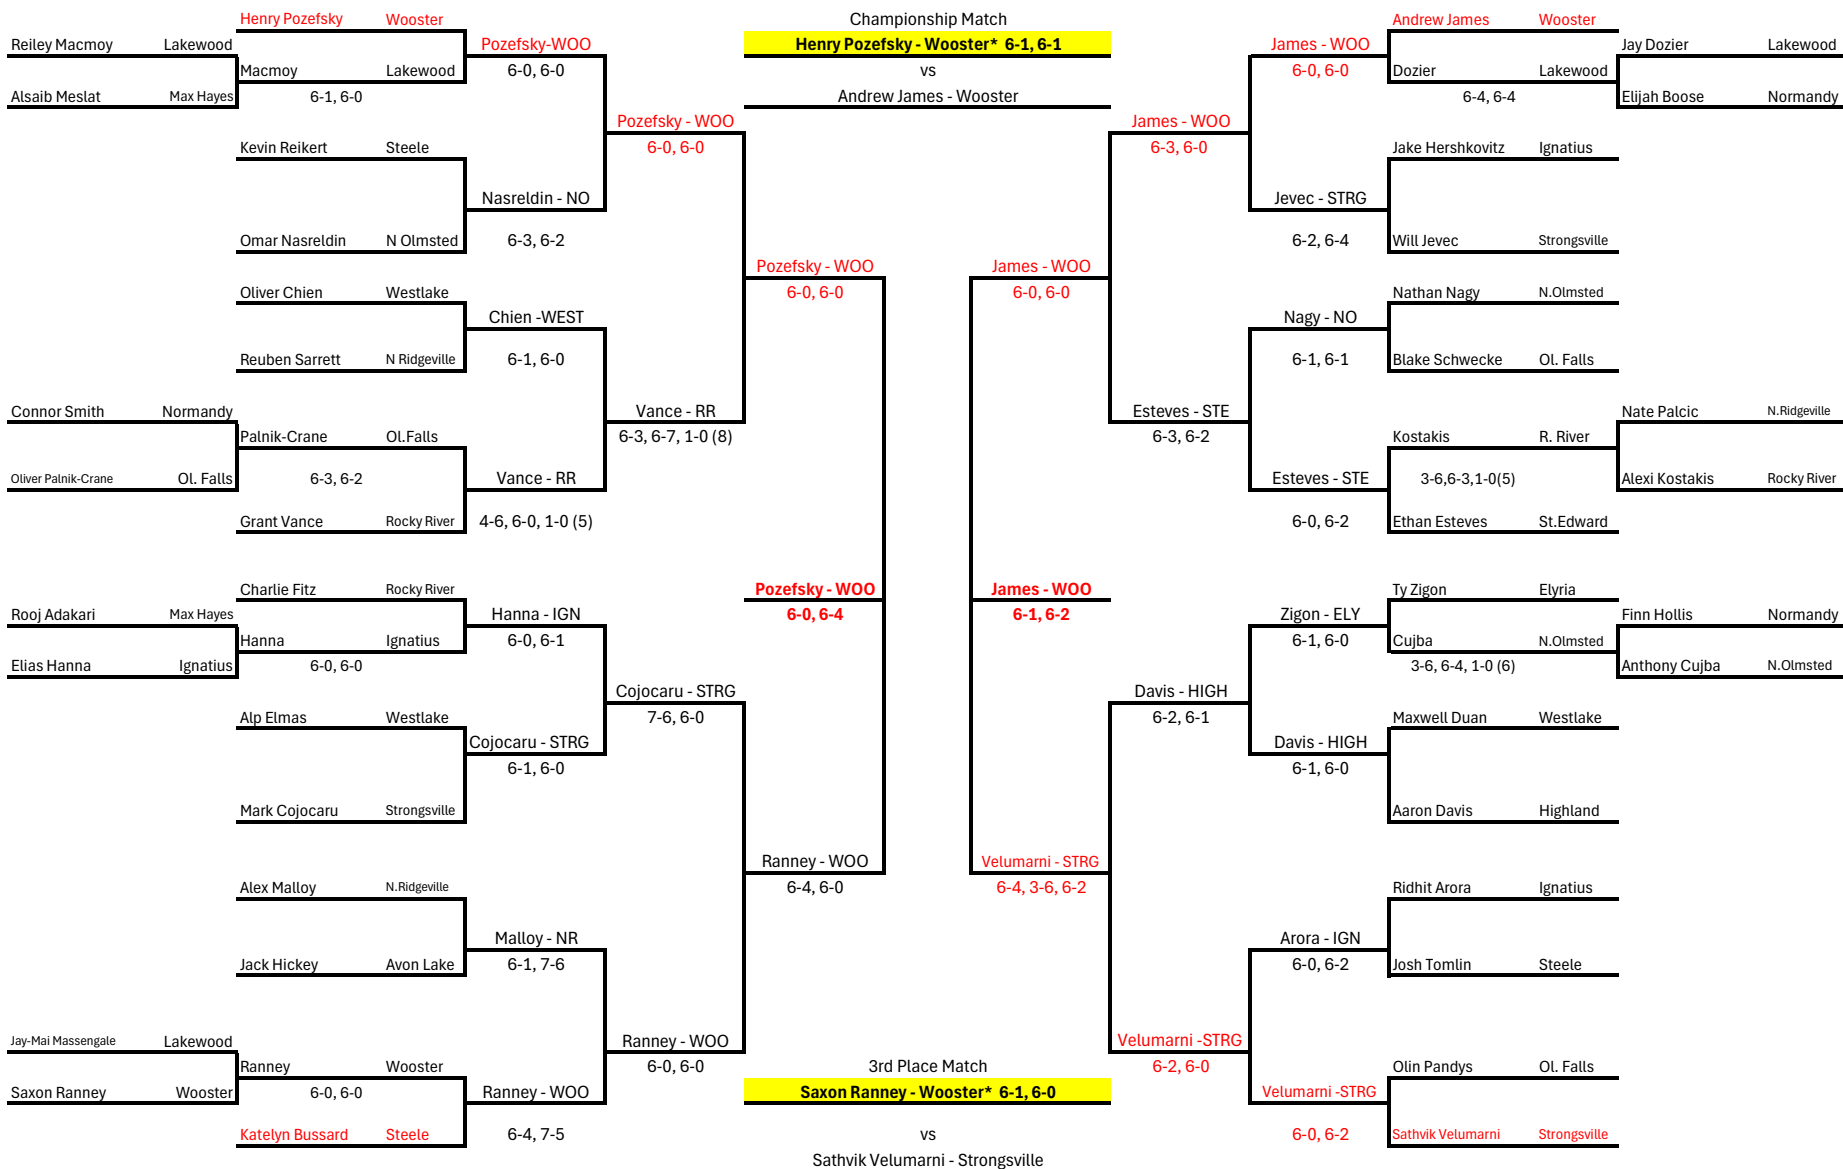 Henry Pozefsky Wooster Championship Match Andrew James Wooster
Reiley Macmoy Lakewood Pozefsky-WOO Henry Pozefsky - Wooster* 6-1, 6-1 James - WOO Jay Dozier Lakewood
Macmoy Lakewood 6-0, 6-0 vs 6-0, 6-0 Dozier Lakewood
Alsaib Meslat Max Hayes 6-1, 6-0 Andrew James - Wooster 6-4, 6-4 Elijah Boose Normandy
Pozefsky - WOO James - WOO
Kevin Reikert Steele 6-0, 6-0 6-3, 6-0 Jake Hershkovitz Ignatius
Nasreldin - NO Jevec - STRG
Omar Nasreldin N Olmsted 6-3, 6-2 6-2, 6-4 Will Jevec Strongsville
Pozefsky - WOO James - WOO
Oliver Chien Westlake 6-0, 6-0 6-0, 6-0 Nathan Nagy N.Olmsted
Chien -WEST Nagy - NO
Reuben Sarrett N Ridgeville 6-1, 6-0 6-1, 6-1 Blake Schwecke Ol. Falls
Connor Smith Normandy Vance - RR Esteves - STE Nate Palcic N.Ridgeville
Palnik-Crane Ol.Falls 6-3, 6-7, 1-0 (8) 6-3, 6-2 Kostakis R. River
Oliver Palnik-Crane Ol. Falls 6-3, 6-2 Vance - RR Esteves - STE 3-6,6-3,1-0(5) Alexi Kostakis Rocky River
Grant Vance Rocky River 4-6, 6-0, 1-0 (5) 6-0, 6-2 Ethan Esteves St.Edward
Charlie Fitz Rocky River Pozefsky - WOO James - WOO Ty Zigon Elyria
Rooj Adakari Max Hayes Hanna - IGN 6-0, 6-4 6-1, 6-2 Zigon - ELY Finn Hollis Normandy
Hanna Ignatius 6-0, 6-1 6-1, 6-0 Cujba N.Olmsted
Elias Hanna Ignatius 6-0, 6-0 3-6, 6-4, 1-0 (6) Anthony Cujba N.Olmsted
Cojocaru - STRG Davis - HIGH
Alp Elmas Westlake 7-6, 6-0 6-2, 6-1 Maxwell Duan Westlake
Cojocaru - STRG Davis - HIGH
6-1, 6-0 6-1, 6-0
Mark Cojocaru Strongsville Aaron Davis Highland
Ranney - WOO Velumarni - STRG
Alex Malloy N.Ridgeville 6-4, 6-0 6-4, 3-6, 6-2 Ridhit Arora Ignatius
Malloy - NR Arora - IGN
Jack Hickey Avon Lake 6-1, 7-6 6-0, 6-2 Josh Tomlin Steele
Jay-Mai Massengale Lakewood Ranney - WOO Velumarni -STRG
Ranney Wooster 6-0, 6-0 3rd Place Match 6-2, 6-0 Olin Pandys Ol. Falls
Saxon Ranney Wooster 6-0, 6-0 Ranney - WOO Saxon Ranney - Wooster* 6-1, 6-0 Velumarni -STRG
Katelyn Bussard Steele 6-4, 7-5 vs 6-0, 6-2 Sathvik Velumarni Strongsville
Sathvik Velumarni - Strongsville